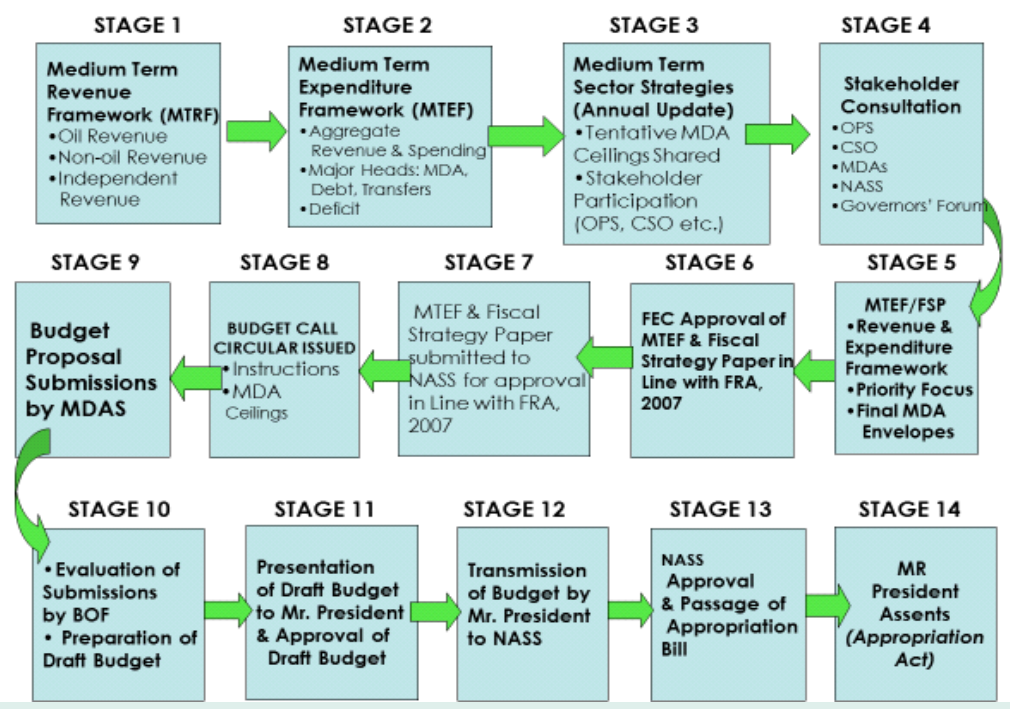 STAGE 1
Medium Term
Revenue
Framework (MTRF)
•Oil Revenue
•Non-oil Revenue
•Independent
Revenue
STAGE 2
Medium Term
Expenditure
Framework (MTEF)
•Aggregate
Revenue & Spending
•Major Heads: MDA,
Debt, Transfers
•Deficit
STAGE 3
Medium Term
Sector Strategies
(Annual Update)
•Tentative MDA
Ceilings Shared
•Stakeholder
Participation
(OPS, CSO etc.)
STAGE 4
Stakeholder
Consultation
•OPS
•CSO
•MDAs
•NASS
•Governors' Forum
STAGE 5
MTEF/FSP
•Revenue &
Expenditure
Framework
•Priority Focus
•Final MDA
Envelopes
STAGE 6
FEC Approval of
MTEF & Fiscal
Strategy Paper in
Line with FRA,
2007
STAGE 7
MTEF & Fiscal
Strategy Paper
submitted to
NASS for approval
in Line with FRA,
2007
STAGE 8
BUDGET CALL
CIRCULAR ISSUED
•Instructions
•MDA
Ceilings
STAGE 9
Budget
Proposal
Submissions
by MDAS
STAGE 10
•Evaluation of
Submissions
by BOF
• Preparation of
Draft Budget
STAGE 11
Presentation
of Draft Budget
to Mr. President
& Approval of
Draft Budget
STAGE 12
Transmission
of Budget by
Mr. President
to NASS
STAGE 13
NASS
Approval
& Passage of
Appropriation
Bill
STAGE 14
MR
President
Assents
(Appropriation
Act)